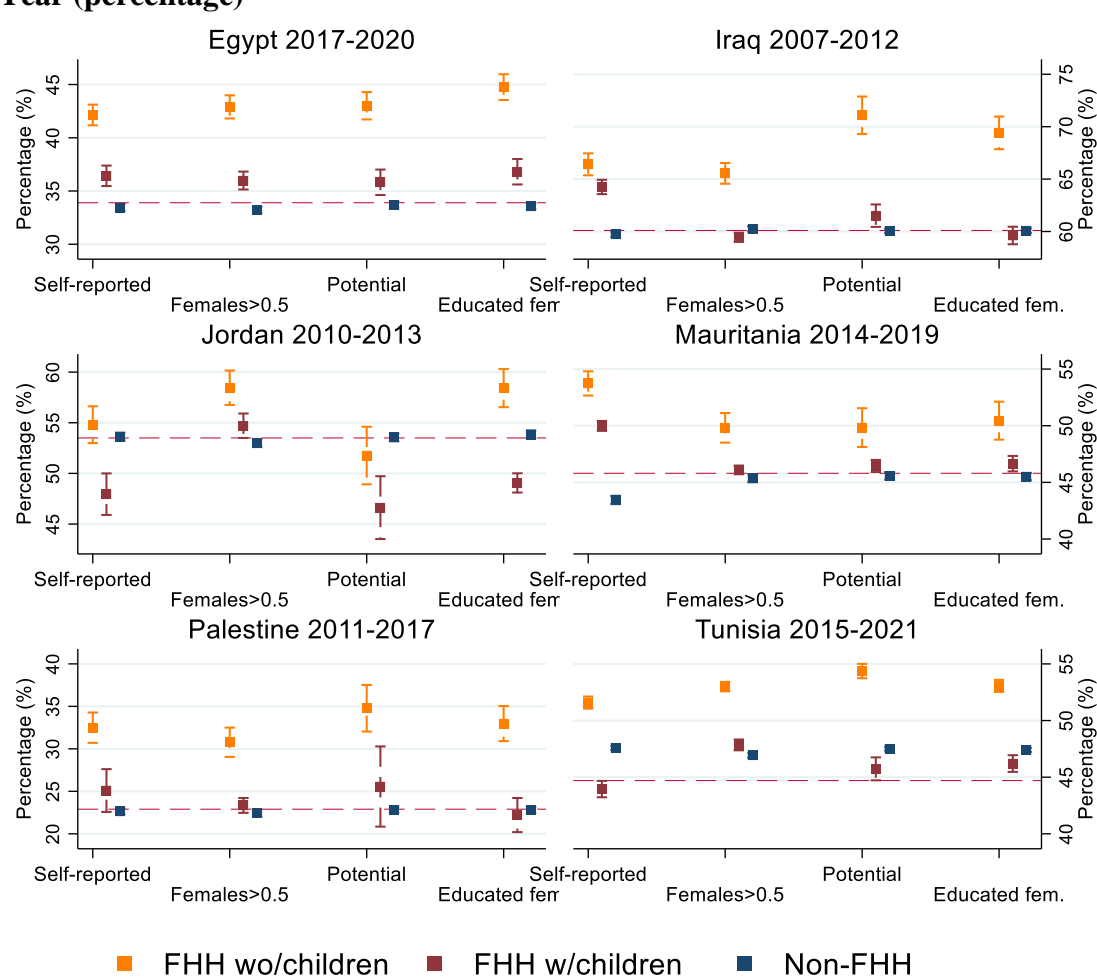 Year (percentage)
Egypt 2017-2020
Percentage (%)
45
40
35
30
Self-reported
Females>0.5
Potential
Educated fem
Iraq 2007-2012
Percentage (%)
75
70
65
60
Self-reported
Females>0.5
Potential
Educated fem.
Jordan 2010-2013
Percentage (%)
60
55
50
45
Self-reported
Females>0.5
Potential
Educated fem
Mauritania 2014-2019
Percentage (%)
55
50
45
40
Self-reported
Females>0.5
Potential
Educated fem.
Palestine 2011-2017
Percentage (%)
40
35
30
25
20
Self-reported
Females>0.5
Potential
Educated fem
Tunisia 2015-2021
Percentage (%)
55
50
45
40
Self-reported
Females>0.5
Potential
Educated fem.
FHH wo/children
FHH w/children
Non-FHH